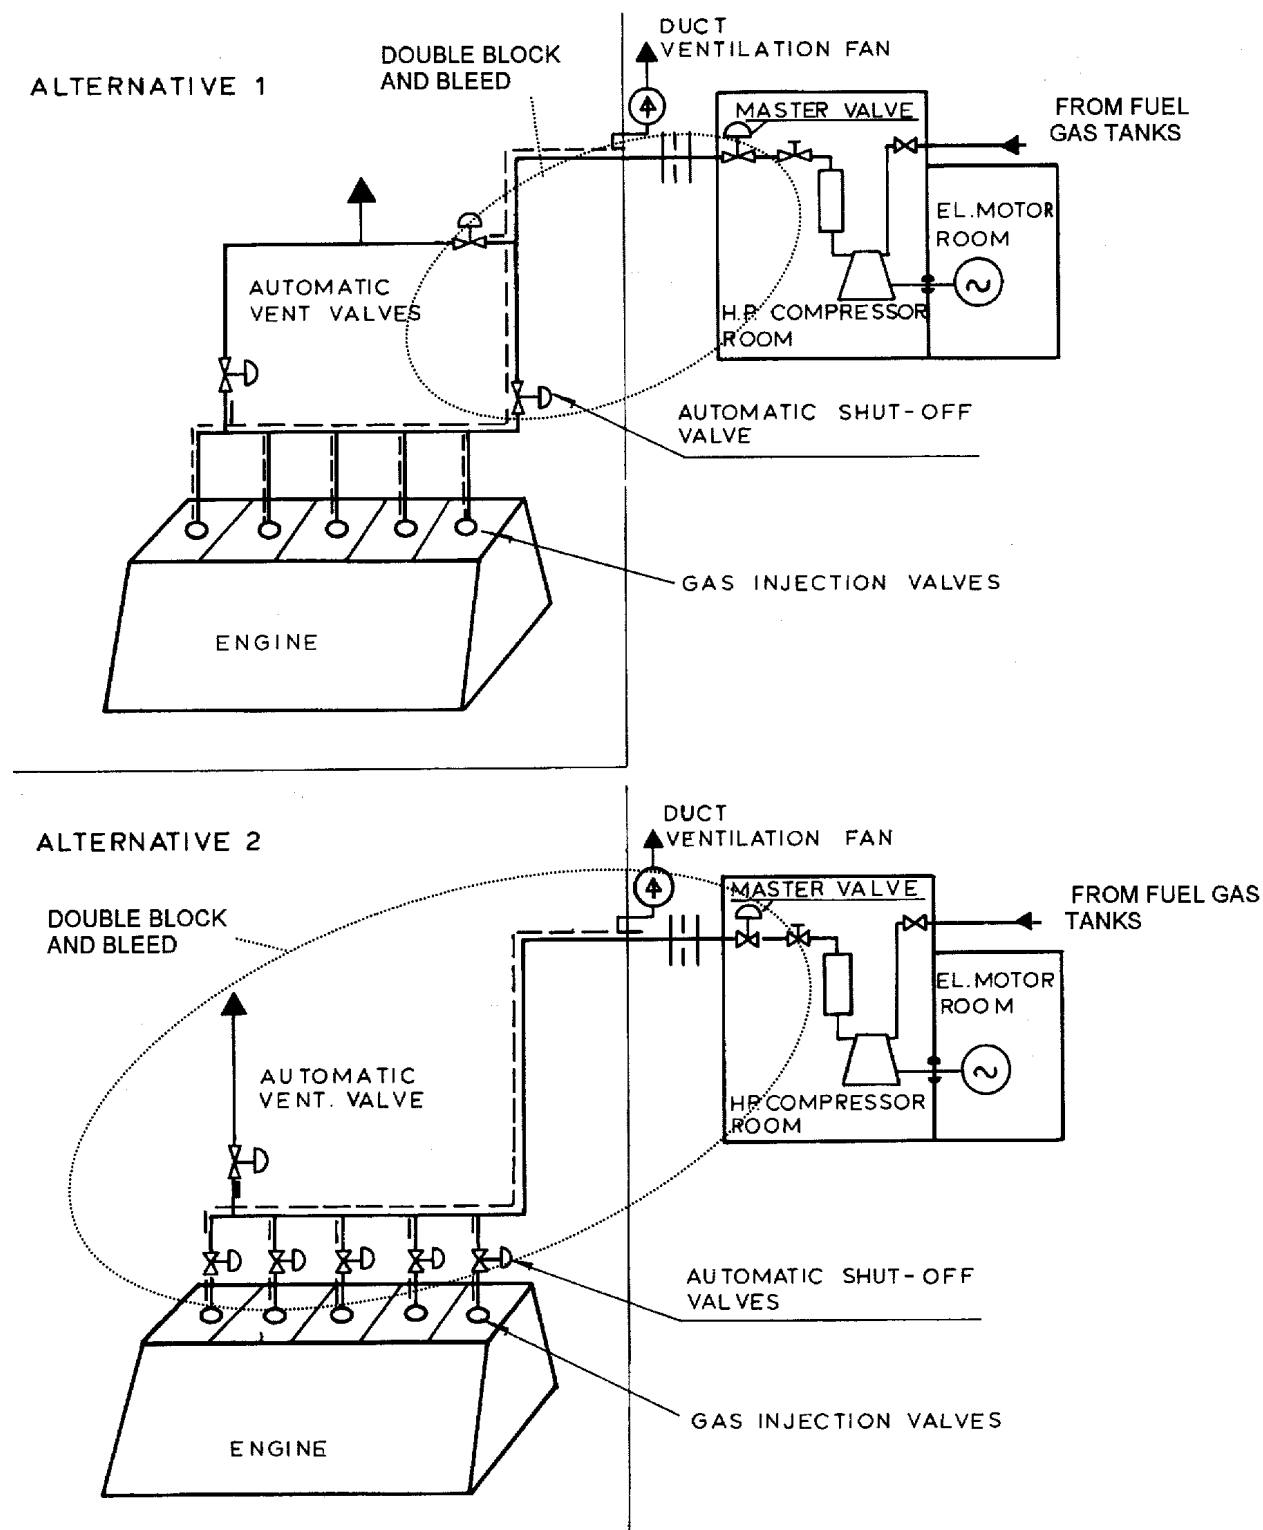 DUCT
VENTILATION FAN
DOUBLE BLOCK
AND BLEED
ALTERNATIVE 1
MASTER VALVE
FROM FUEL
GAS TANKS
EL.MOTOR
ROOM
AUTOMATIC
VENT VALVES
H.P. COMPRESSOR
ROOM
AUTOMATIC SHUT-OFF
VALVE
GAS INJECTION VALVES
ENGINE
DUCT
VENTILATION FAN
ALTERNATIVE 2
MASTER VALVE
FROM FUEL GAS
TANKS
DOUBLE BLOCK
AND BLEED
EL.MOTOR
ROOM
AUTOMATIC
VENT. VALVE
HP. COMPRESSOR
ROOM
AUTOMATIC SHUT-OFF
VALVES
GAS INJECTION VALVES
ENGINE